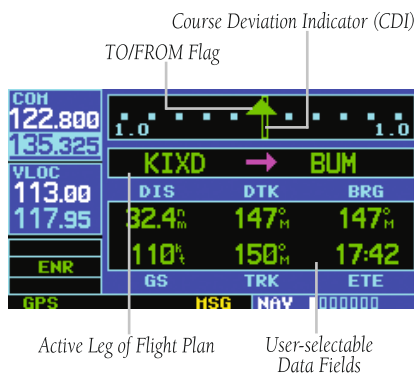 Course Deviation Indicator (CDI)
TO/FROM Flag
COM
122.800
135.325
1.0 1.0
KIXD → BUM
VLOC
113.00
117.95
DIS DTK BRG
32.4nm 147°M 147°M
110kt 150°M 17:42
ENR
GS TRK ETE
GPS MSG NAV
Active Leg of Flight Plan
User-selectable
Data Fields